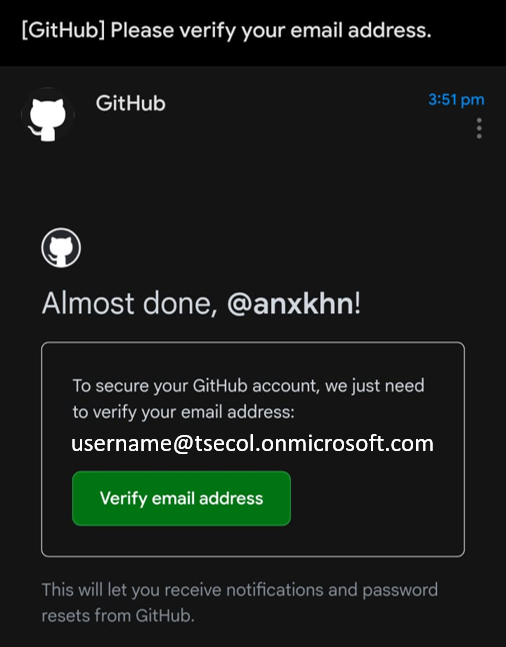 [GitHub] Please verify your email address.
GitHub
3:51 pm
Almost done, @anxkhn!
To secure your GitHub account, we just need
to verify your email address:
username@tsecol.onmicrosoft.com
Verify email address
This will let you receive notifications and password
resets from GitHub.